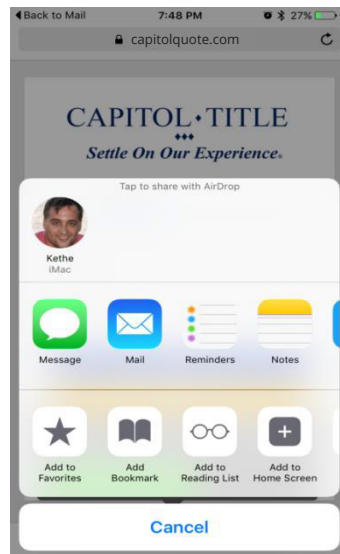 Back to Mail 7:48 PM 27%
capitolquote.com
CAPITOL • TITLE
Settle On Our Experience.
Tap to share with AirDrop
Kethe
iMac
Message Mail Reminders Notes
Add to Favorites Add Bookmark Add to Reading List Add to Home Screen
Cancel